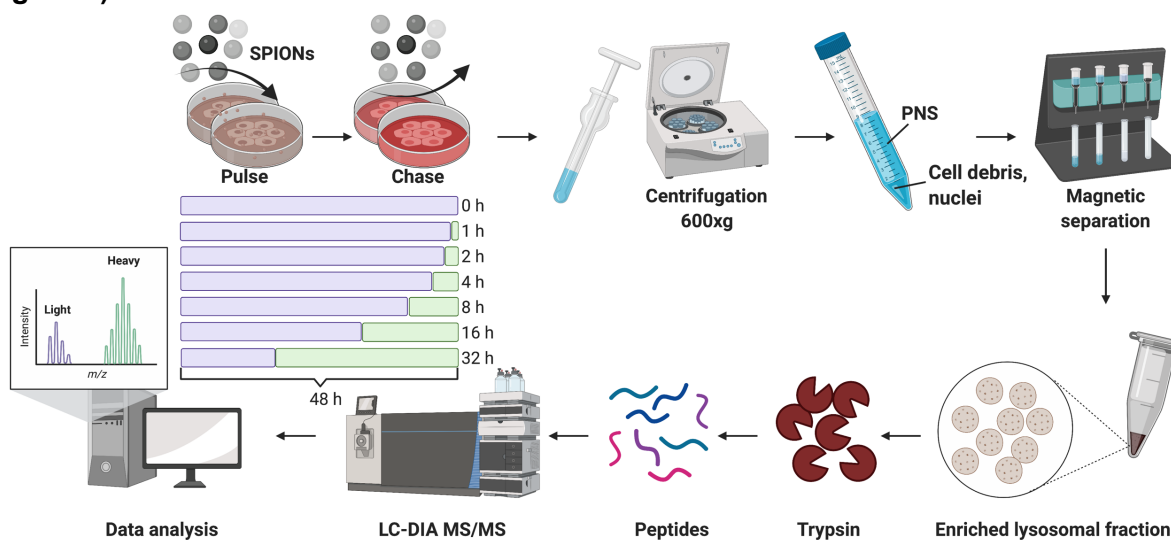 SPIONs
Pulse
Chase
Centrifugation
600xg
PNS
Cell debris,
nuclei
Magnetic
separation
0 h
1 h
2 h
4 h
8 h
16 h
32 h
48 h
Heavy
Light
Intensity
m/z
Data analysis
LC-DIA MS/MS
Peptides
Trypsin
Enriched lysosomal fraction